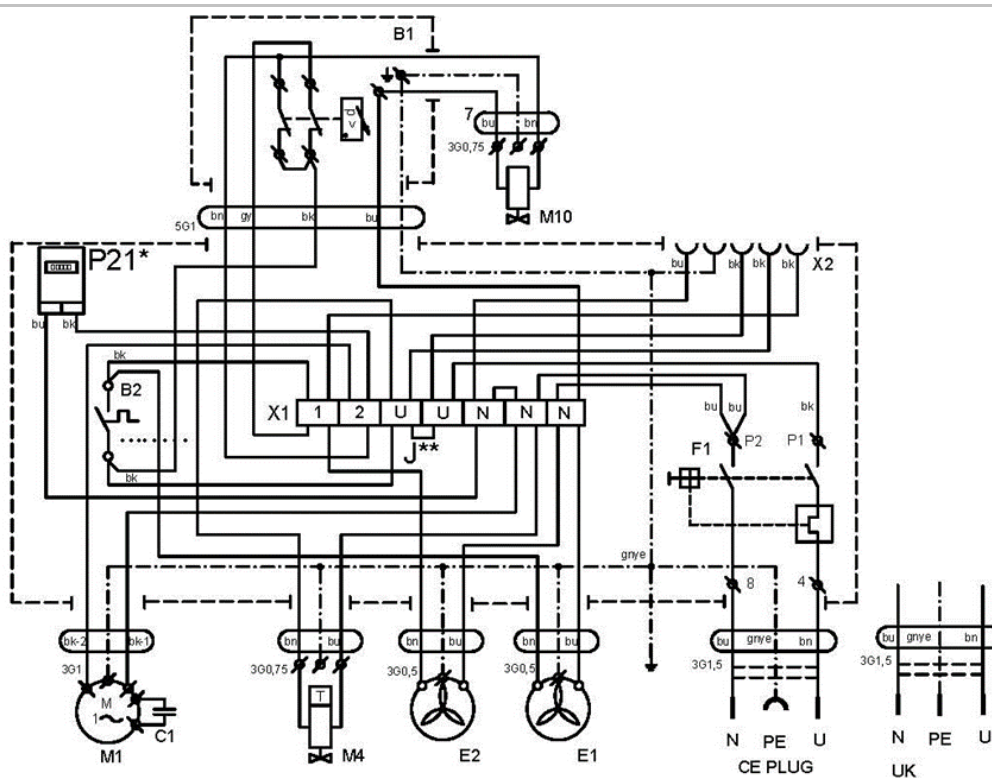 B1
p
v
7
bu
bn
3G0,75
M10
bn
gy
bk
bu
5G1
P21*
bu
bk
bk
bk
X2
bu
bk
bk
B2
bk
X1
1
2
U
U
N
N
N
J**
bu
bu
bk
F1
P2
P1
gnye
8
4
bk-2
bk-1
bn
bu
bn
bu
bn
bu
bu
gnye
bn
bu
gnye
bn
3G1
3G0,75
3G0,5
3G0,5
3G1,5
3G1,5
M
1
T
M1
C1
M4
E2
E1
N
PE
U
CE PLUG
N
PE
U
UK